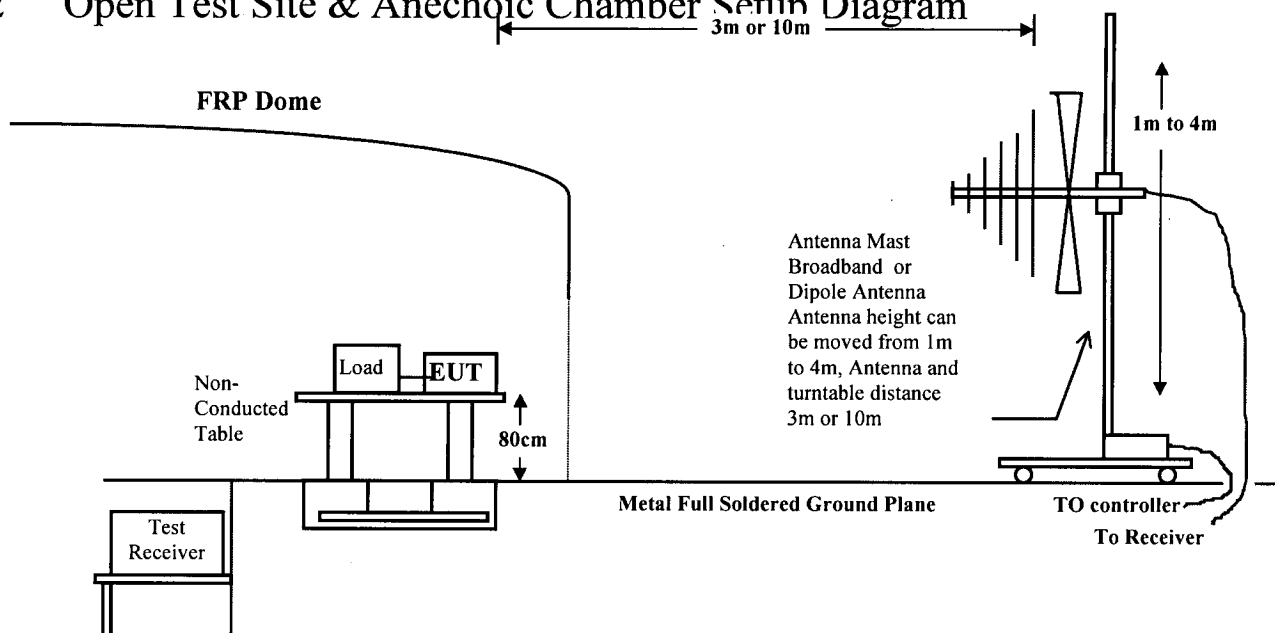 Open Test Site & Anechoic Chamber Setup Diagram
3m or 10m
FRP Dome
1m to 4m
Antenna Mast
Broadband or
Dipole Antenna
Antenna height can
be moved from 1m
to 4m, Antenna and
turntable distance
3m or 10m
Load
EUT
Non-
Conducted
Table
80cm
Metal Full Soldered Ground Plane
TO controller
To Receiver
Test
Receiver